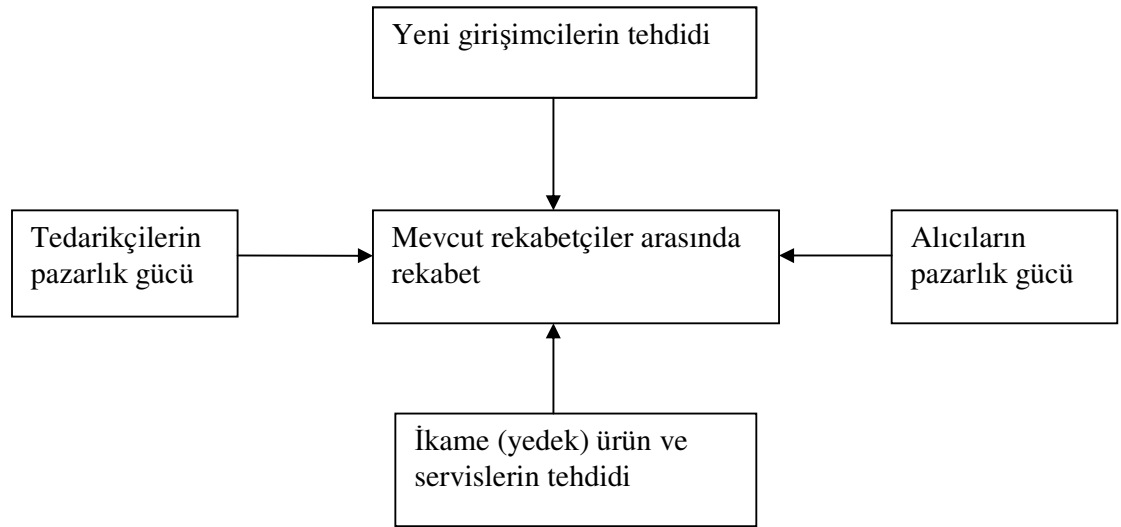 Yeni girişimcilerin tehdidi
Tedarikçilerin
pazarlık gücü
Mevcut rekabetçiler arasında
rekabet
Alıcıların
pazarlık gücü
İkame (yedek) ürün ve
servislerin tehdidi